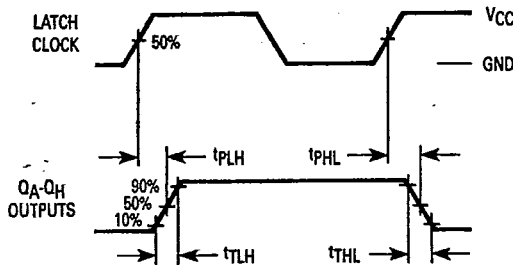 LATCH
CLOCK
50%
VCC
GND
tPLH
tPHL
QA-QH
OUTPUTS
90%
50%
10%
tTLH
tTHL